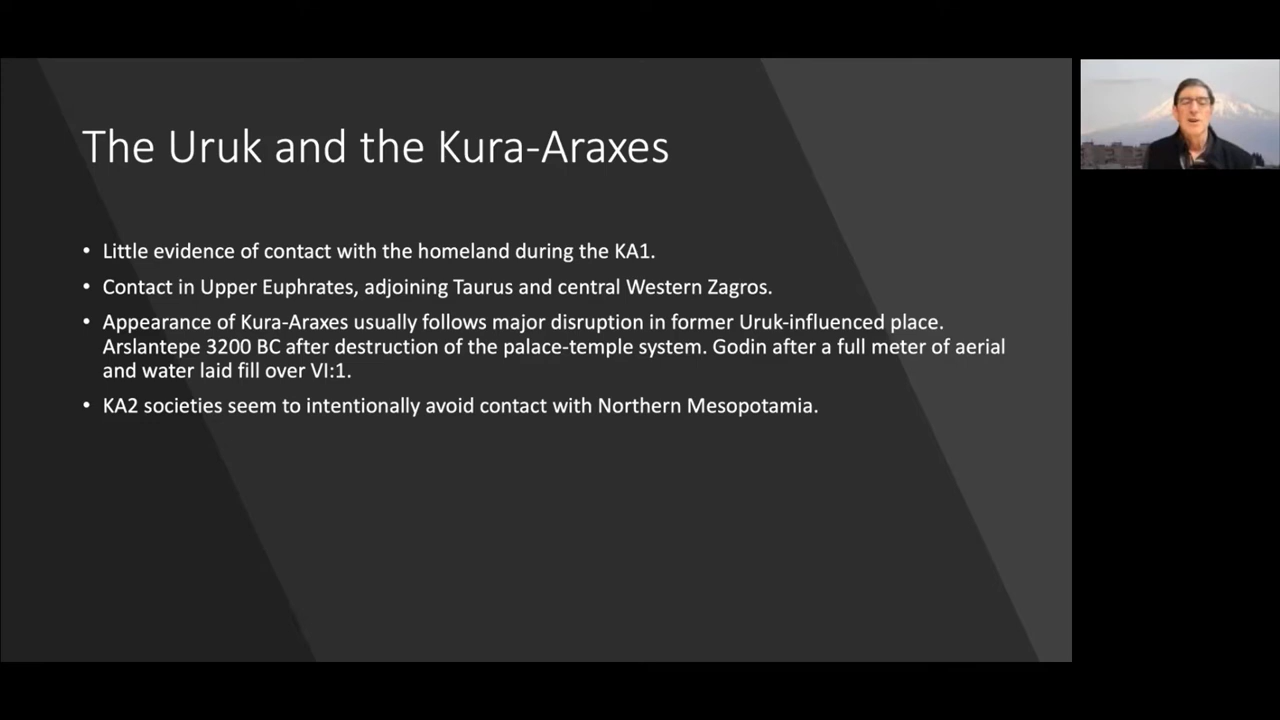 The Uruk and the Kura-Araxes
• Little evidence of contact with the homeland during the KA1.
• Contact in Upper Euphrates, adjoining Taurus and central Western Zagros.
• Appearance of Kura-Araxes usually follows major disruption in former Uruk-influenced place.
Arslantepe 3200 BC after destruction of the palace-temple system. Godin after a full meter of aerial
and water laid fill over VI:1.
• KA2 societies seem to intentionally avoid contact with Northern Mesopotamia.